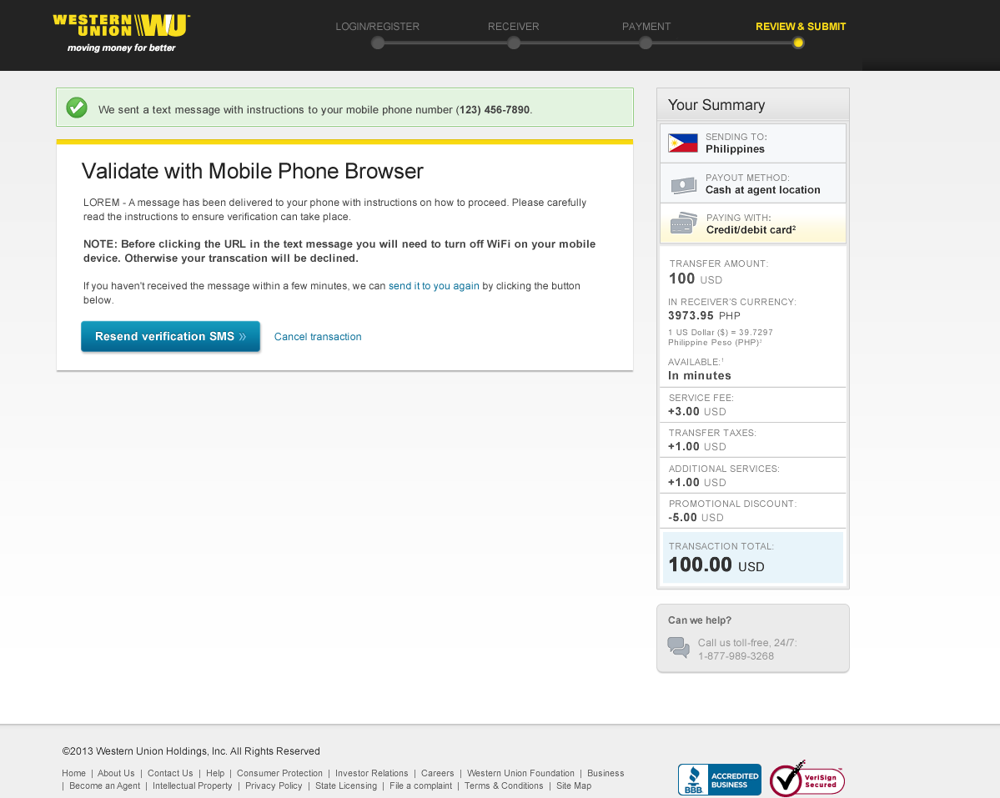 WESTERN UNION WU
moving money for better
LOGIN/REGISTER
RECEIVER
PAYMENT
REVIEW & SUBMIT
We sent a text message with instructions to your mobile phone number (123) 456-7890.
Validate with Mobile Phone Browser
LOREM - A message has been delivered to your phone with instructions on how to proceed. Please carefully
read the instructions to ensure verification can take place.
NOTE: Before clicking the URL in the text message you will need to turn off WiFi on your mobile
device. Otherwise your transcation will be declined.
If you haven't received the message within a few minutes, we can send it to you again by clicking the button
below.
Resend verification SMS »
Cancel transaction
Your Summary
SENDING TO:
Philippines
PAYOUT METHOD:
Cash at agent location
PAYING WITH:
Credit/debit card²
TRANSFER AMOUNT:
100 USD
IN RECEIVER'S CURRENCY:
3973.95 PHP
1 US Dollar ($) = 39.7297
Philippine Peso (PHP)¹
AVAILABLE:¹
In minutes
SERVICE FEE:
+3.00 USD
TRANSFER TAXES:
+1.00 USD
ADDITIONAL SERVICES:
+1.00 USD
PROMOTIONAL DISCOUNT:
-5.00 USD
TRANSACTION TOTAL:
100.00 USD
Can we help?
Call us toll-free, 24/7:
1-877-989-3268
©2013 Western Union Holdings, Inc. All Rights Reserved
Home | About Us | Contact Us | Help | Consumer Protection | Investor Relations | Careers | Western Union Foundation | Business
| Become an Agent | Intellectual Property | Privacy Policy | State Licensing | File a complaint | Terms & Conditions | Site Map
BBB
ACCREDITED
BUSINESS
VeriSign
Secured